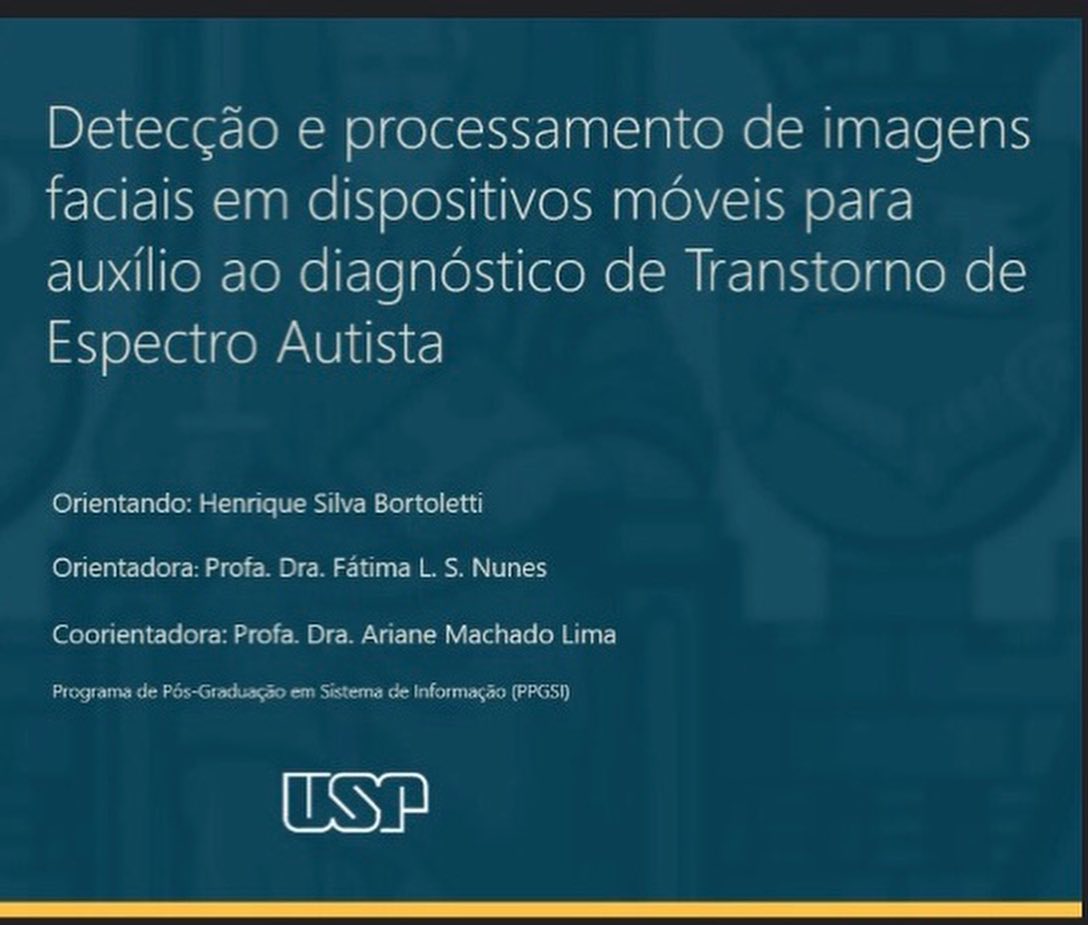 Detecção e processamento de imagens
faciais em dispositivos móveis para
auxílio ao diagnóstico de Transtorno de
Espectro Autista
Orientando: Henrique Silva Bortoletti
Orientadora: Profa. Dra. Fátima L. S. Nunes
Coorientadora: Profa. Dra. Ariane Machado Lima
Programa de Pós-Graduação em Sistema de Informação (PPGSI)
USP